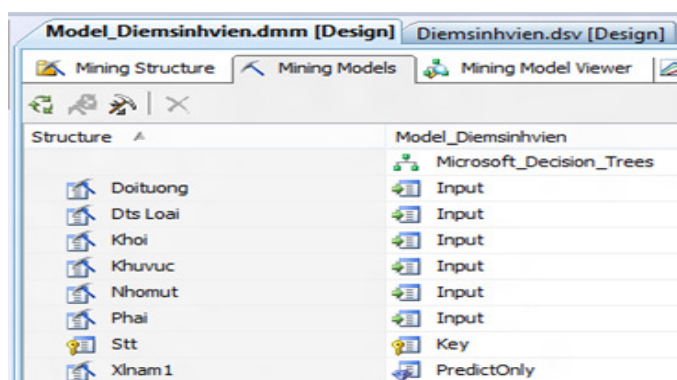 Model_Diemsinhvien.dmm [Design] Diemsinhvien.dsv [Design]
Mining Structure Mining Models Mining Model Viewer
Structure Model_Diemsinhvien
Microsoft_Decision_Trees
Doituong Input
Dts Loai Input
Khoi Input
Khuvuc Input
Nhomut Input
Phai Input
Stt Key
Xlnam1 PredictOnly